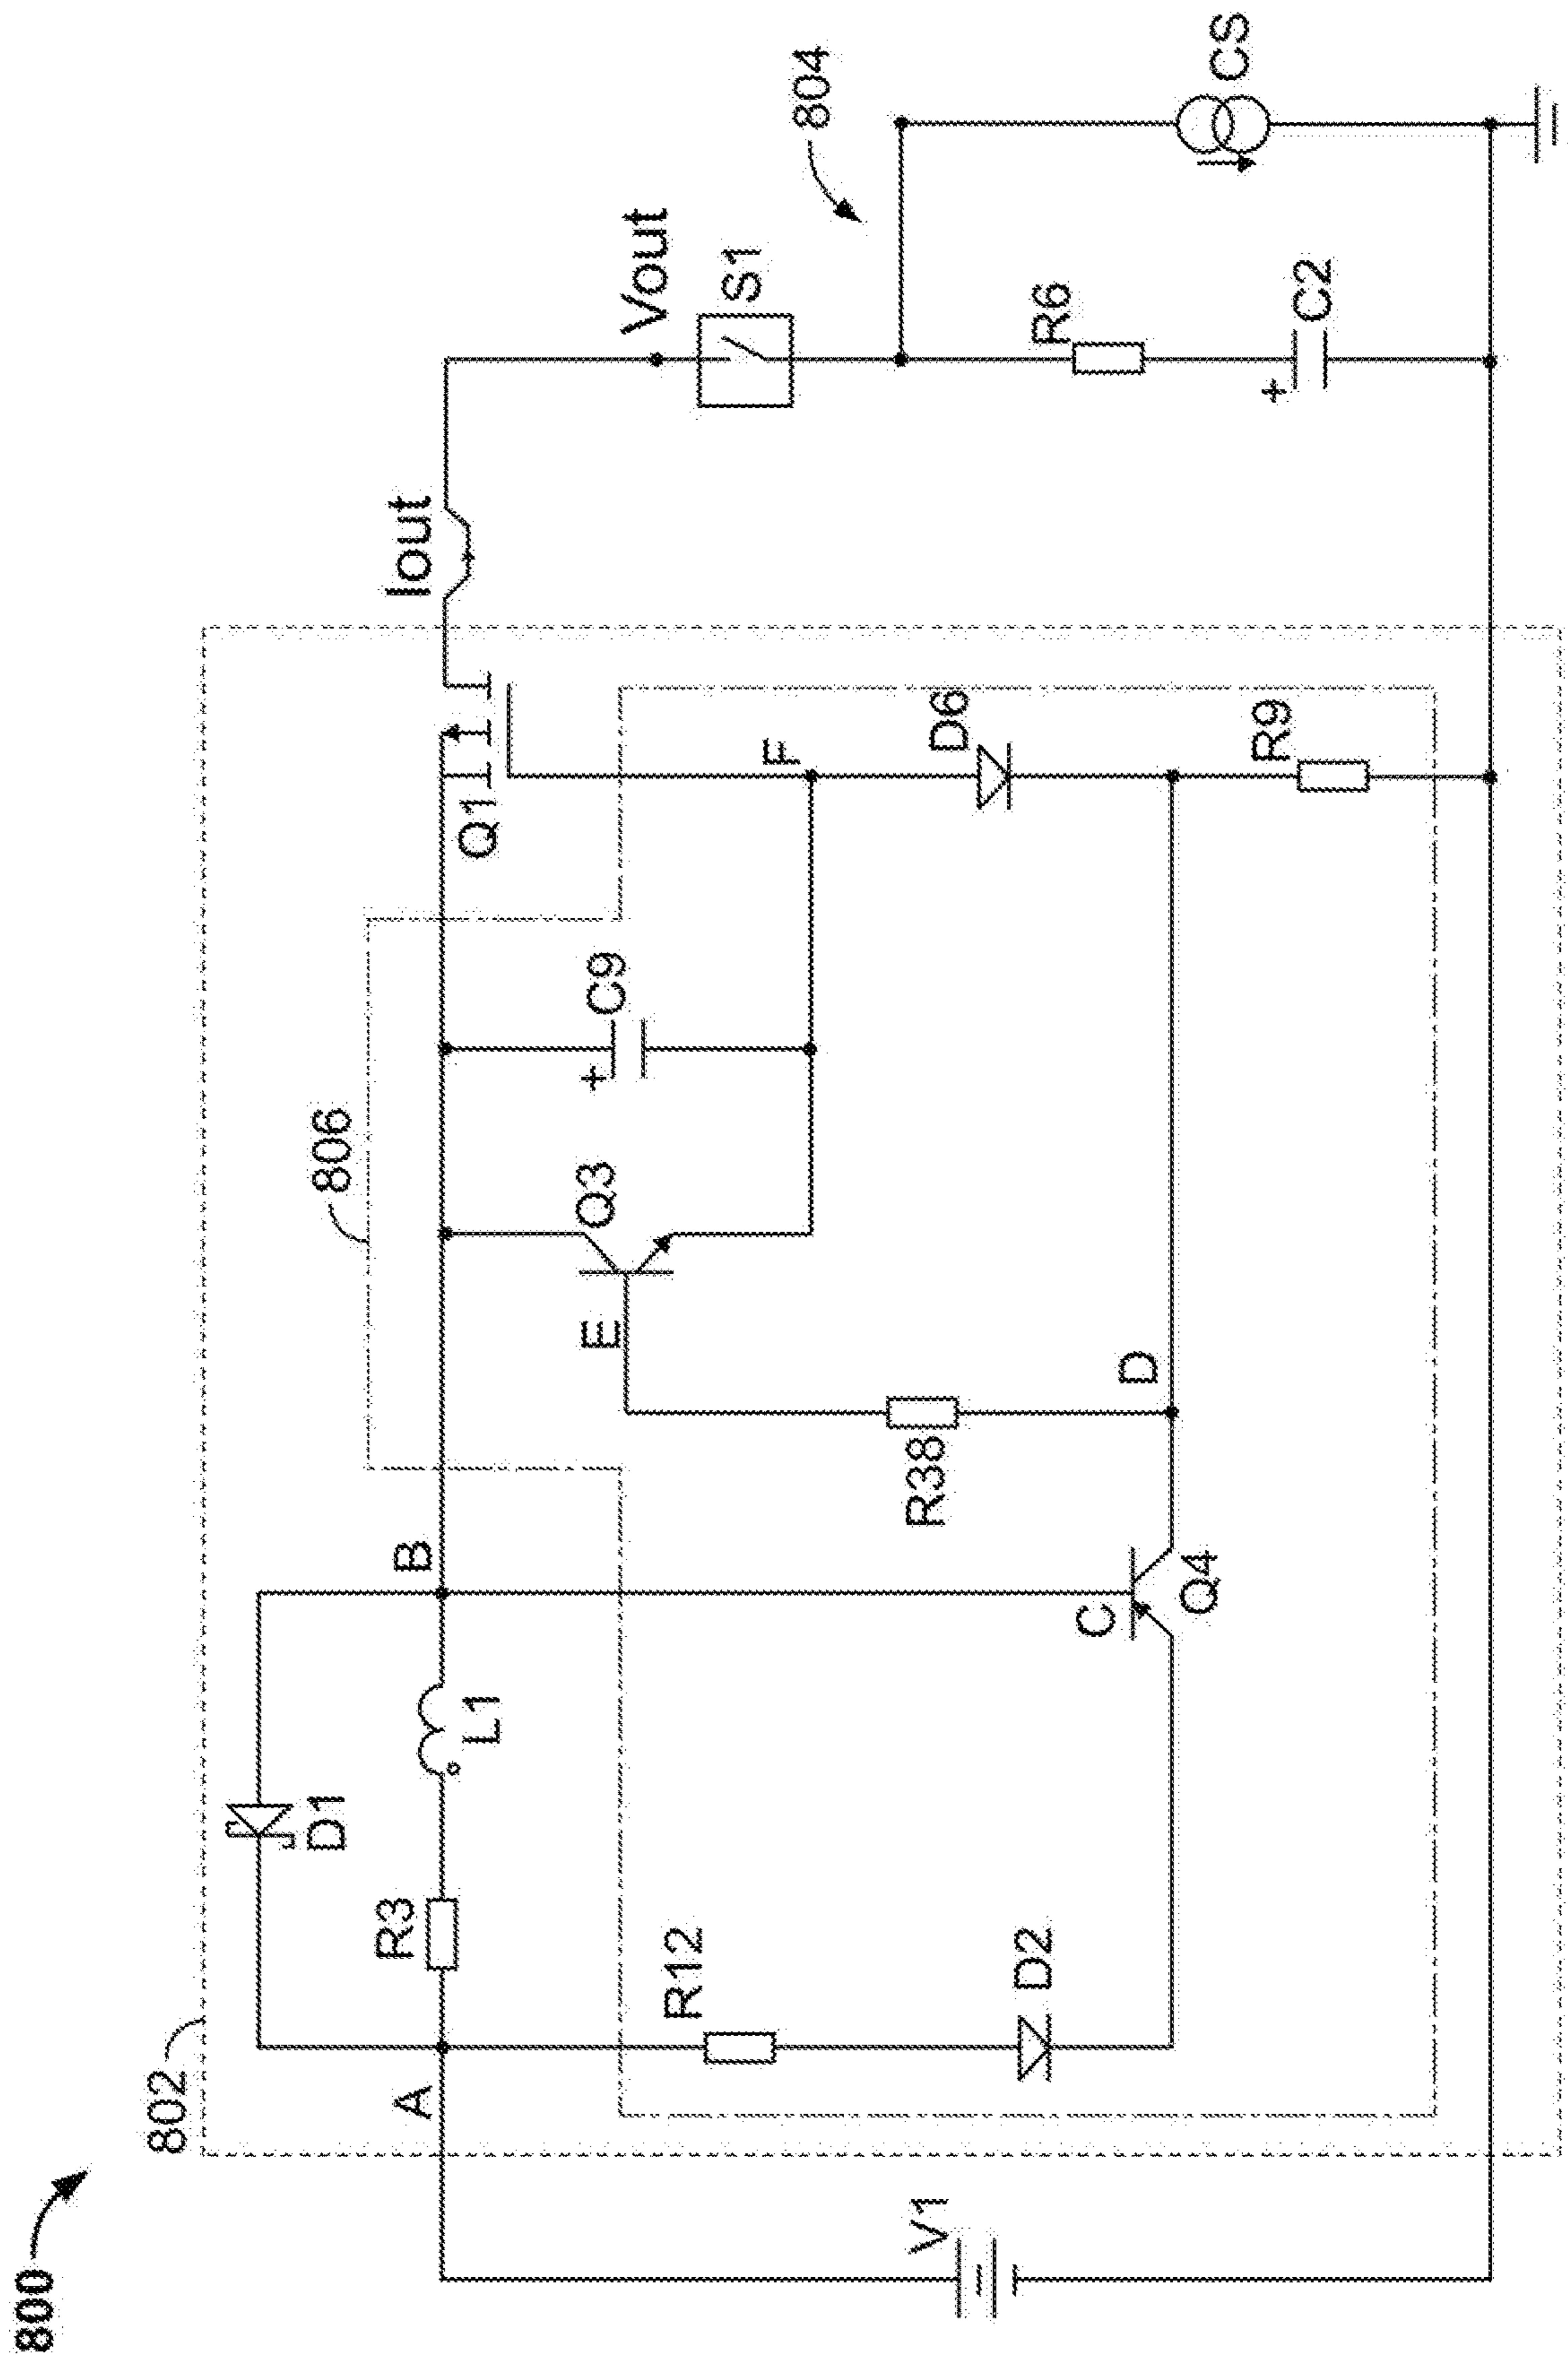 800
802
806
804
A
B
C
D
E
F
V1
D1
R3
L1
R12
D2
Q4
R38
Q3
+
C9
Q1
D6
R9
Iout
Vout
S1
R6
+
C2
CS